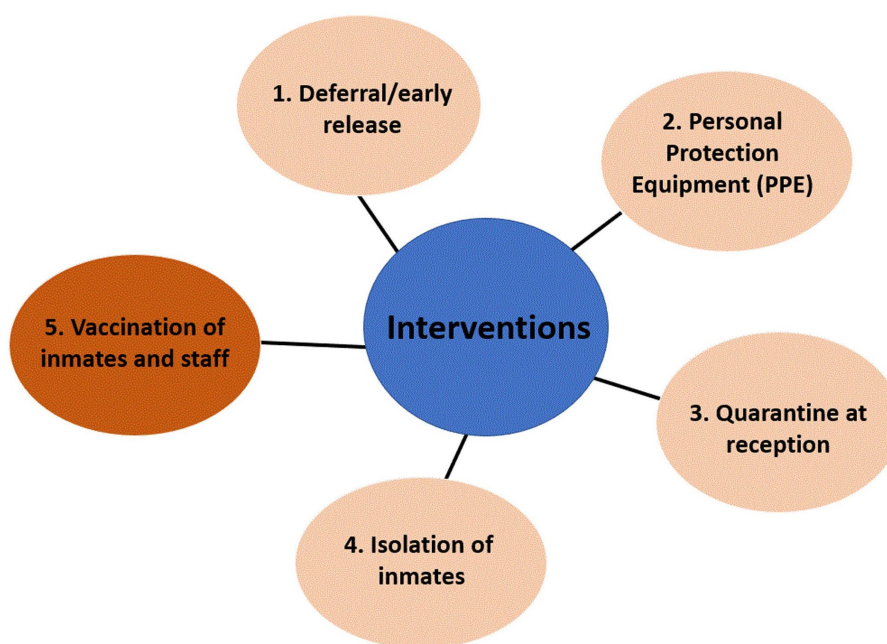 1. Deferral/early
release
2. Personal
Protection
Equipment (PPE)
Interventions
5. Vaccination of
inmates and staff
3. Quarantine at
reception
4. Isolation of
inmates